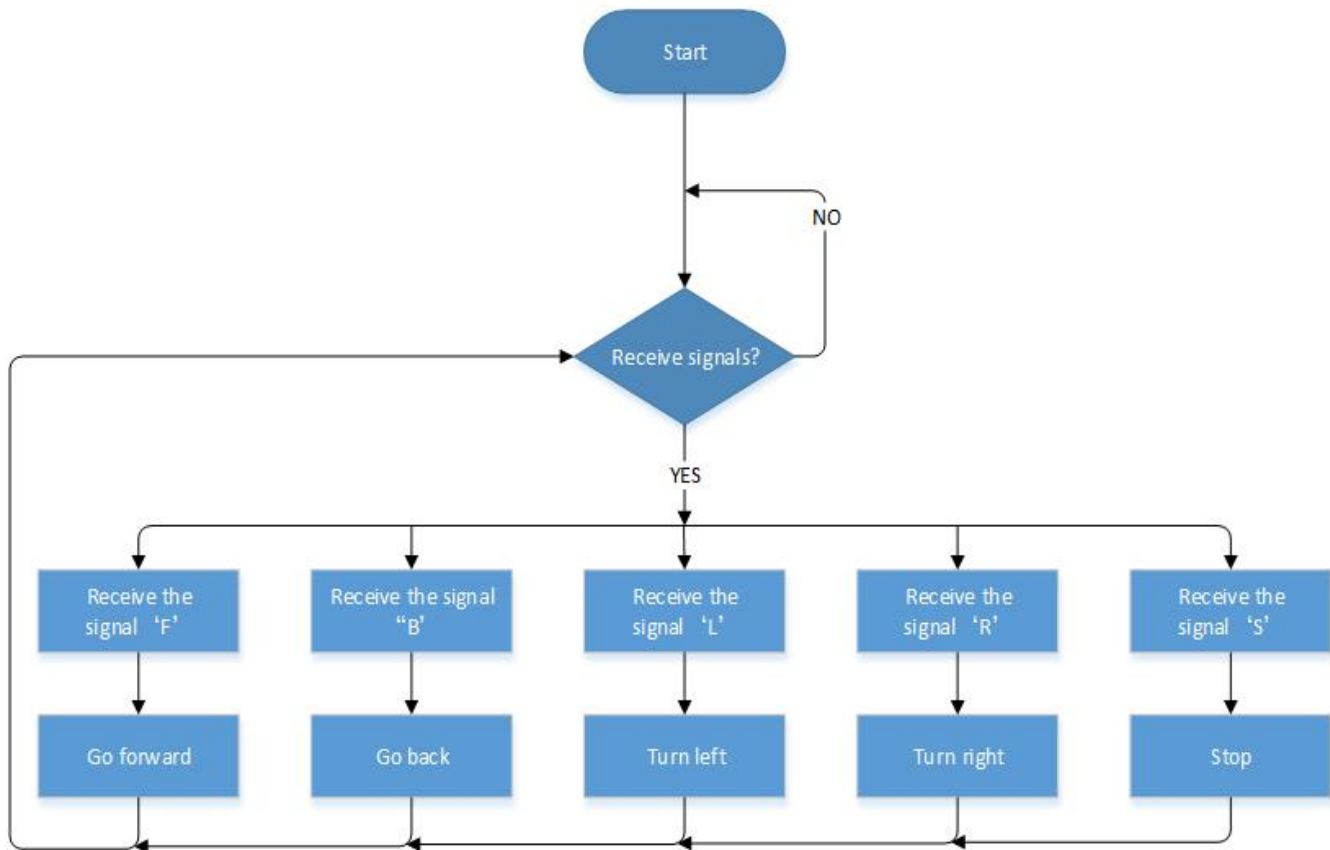 Start
NO
Receive signals?
YES
Receive the
signal ‘F’
Receive the signal
“B’
Receive the
signal ‘L’
Receive the
signal ‘R’
Receive the
signal ‘S’
Go forward
Go back
Turn left
Turn right
Stop